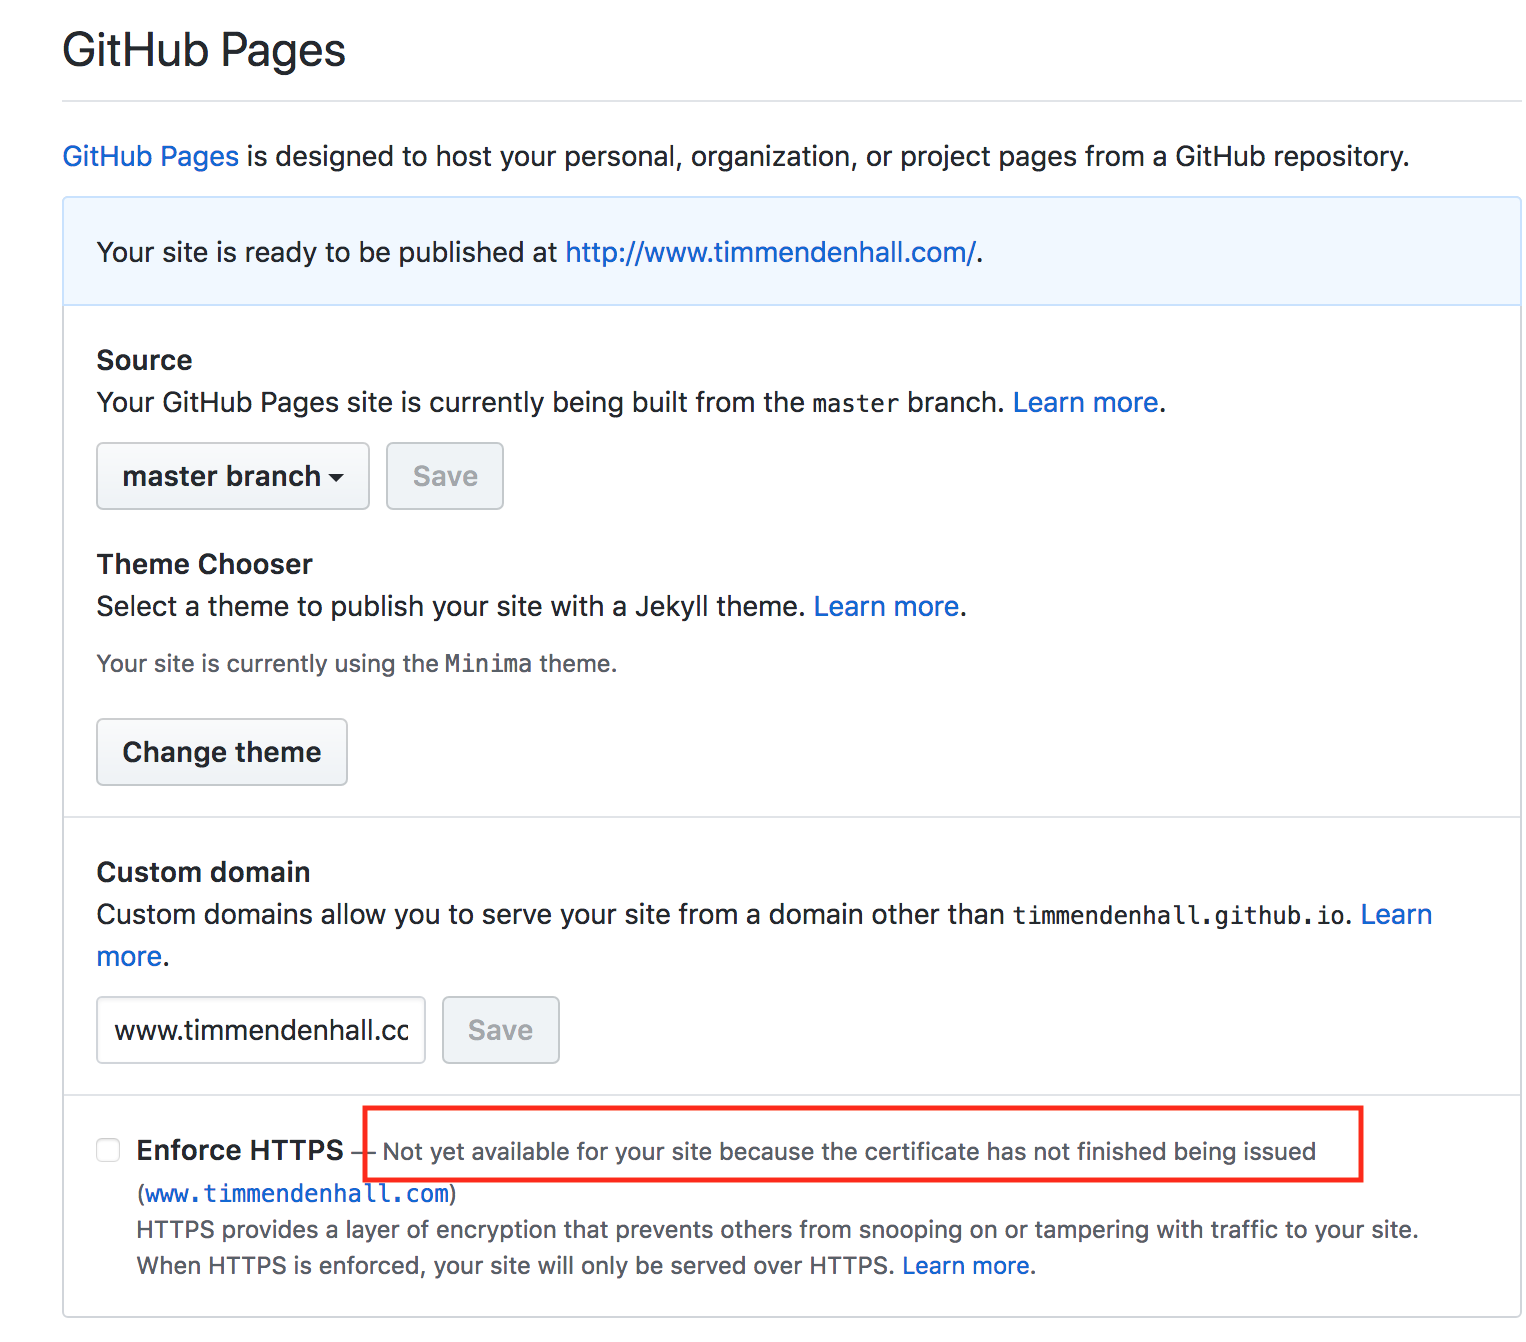 GitHub Pages
GitHub Pages is designed to host your personal, organization, or project pages from a GitHub repository.
Your site is ready to be published at http://www.timmendenhall.com/.
Source
Your GitHub Pages site is currently being built from the master branch. Learn more.
master branch
Save
Theme Chooser
Select a theme to publish your site with a Jekyll theme. Learn more.
Your site is currently using the Minima theme.
Change theme
Custom domain
Custom domains allow you to serve your site from a domain other than timmendenhall.github.io. Learn
more.
www.timmendenhall.cc
Save
Enforce HTTPS — Not yet available for your site because the certificate has not finished being issued
(www.timmendenhall.com)
HTTPS provides a layer of encryption that prevents others from snooping on or tampering with traffic to your site.
When HTTPS is enforced, your site will only be served over HTTPS. Learn more.